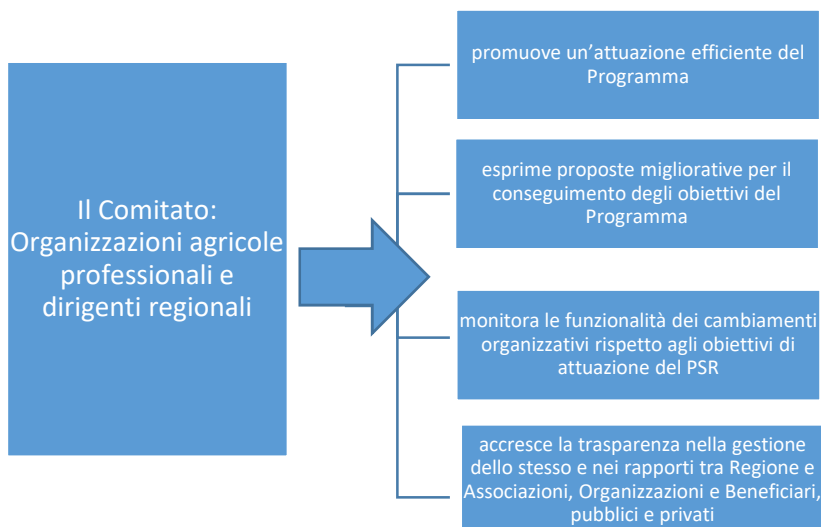 Il Comitato:
Organizzazioni agricole
professionali e
dirigenti regionali
promuove un'attuazione efficiente del
Programma
esprime proposte migliorative per il
conseguimento degli obiettivi del
Programma
monitora le funzionalità dei cambiamenti
organizzativi rispetto agli obiettivi di
attuazione del PSR
accresce la trasparenza nella gestione
dello stesso e nei rapporti tra Regione e
Associazioni, Organizzazioni e Beneficiari,
pubblici e privati